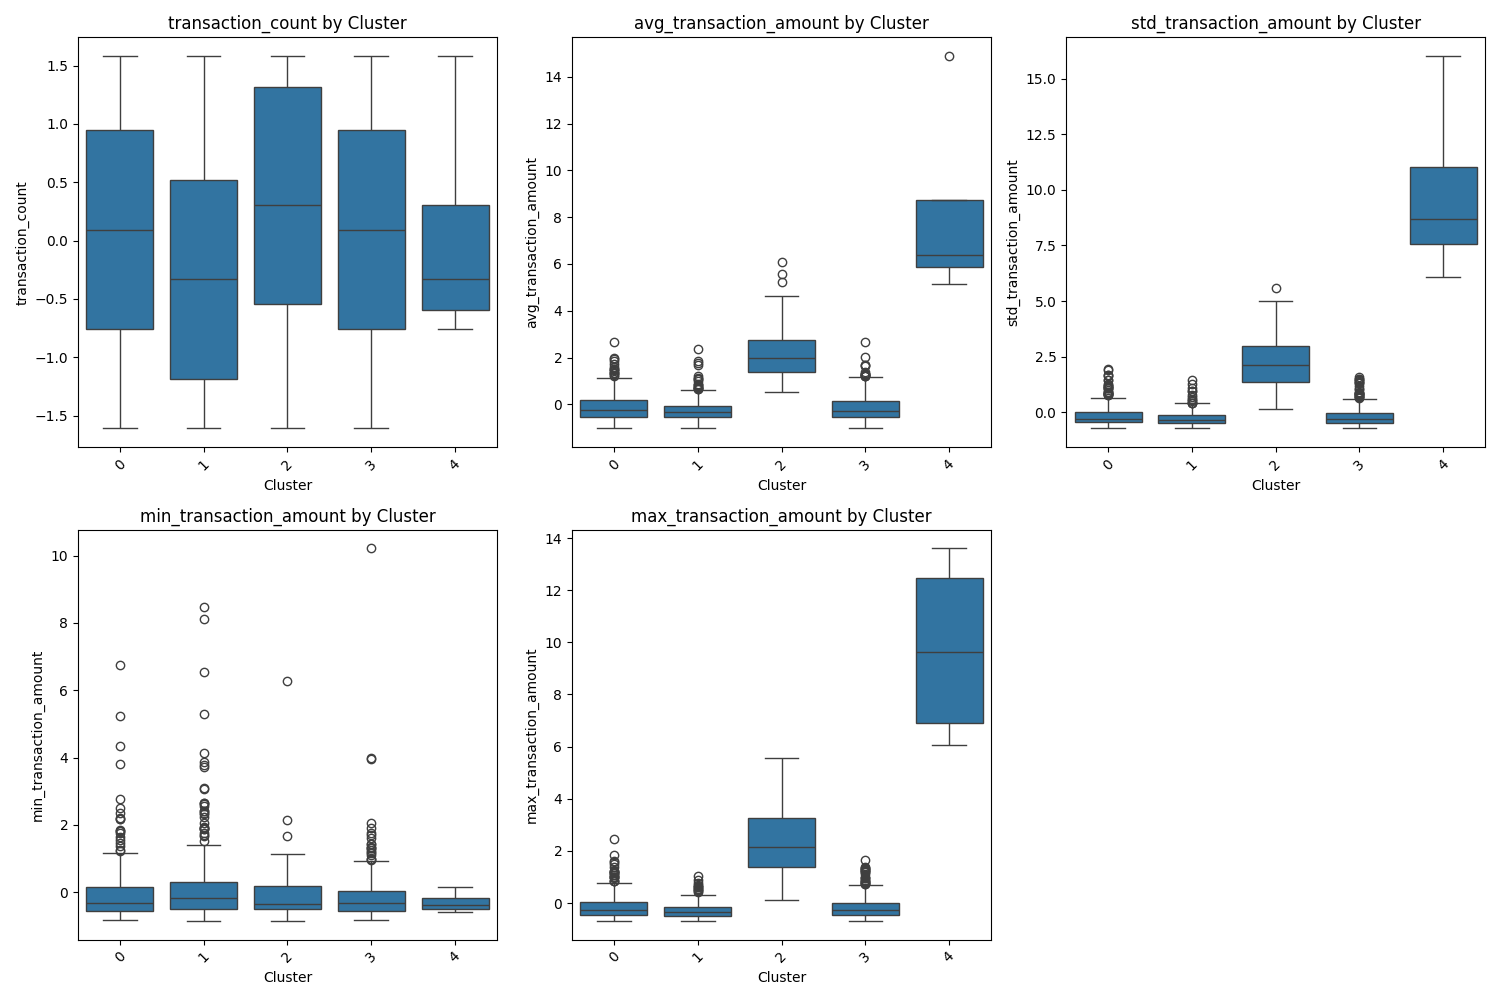 transaction_count by Cluster
transaction_count
1.5
1.0
0.5
0.0
−0.5
−1.0
−1.5
0 1 2 3 4
Cluster
avg_transaction_amount by Cluster
avg_transaction_amount
14
12
10
8
6
4
2
0
0 1 2 3 4
Cluster
std_transaction_amount by Cluster
std_transaction_amount
15.0
12.5
10.0
7.5
5.0
2.5
0.0
0 1 2 3 4
Cluster
min_transaction_amount by Cluster
min_transaction_amount
10
8
6
4
2
0
0 1 2 3 4
Cluster
max_transaction_amount by Cluster
max_transaction_amount
14
12
10
8
6
4
2
0
0 1 2 3 4
Cluster